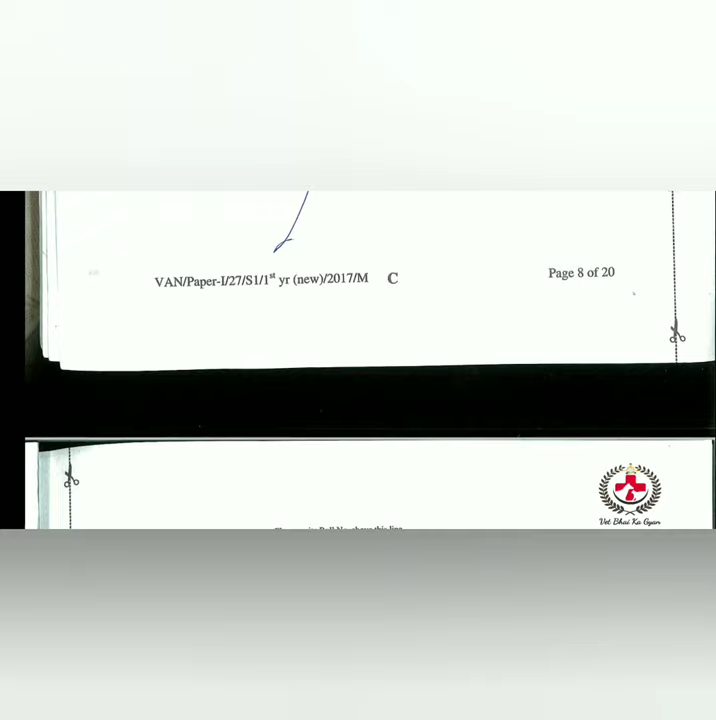 VAN/Paper-I/27/S1/1st yr (new)/2017/M C Page 8 of 20
Vet Bhai Ka Gyan